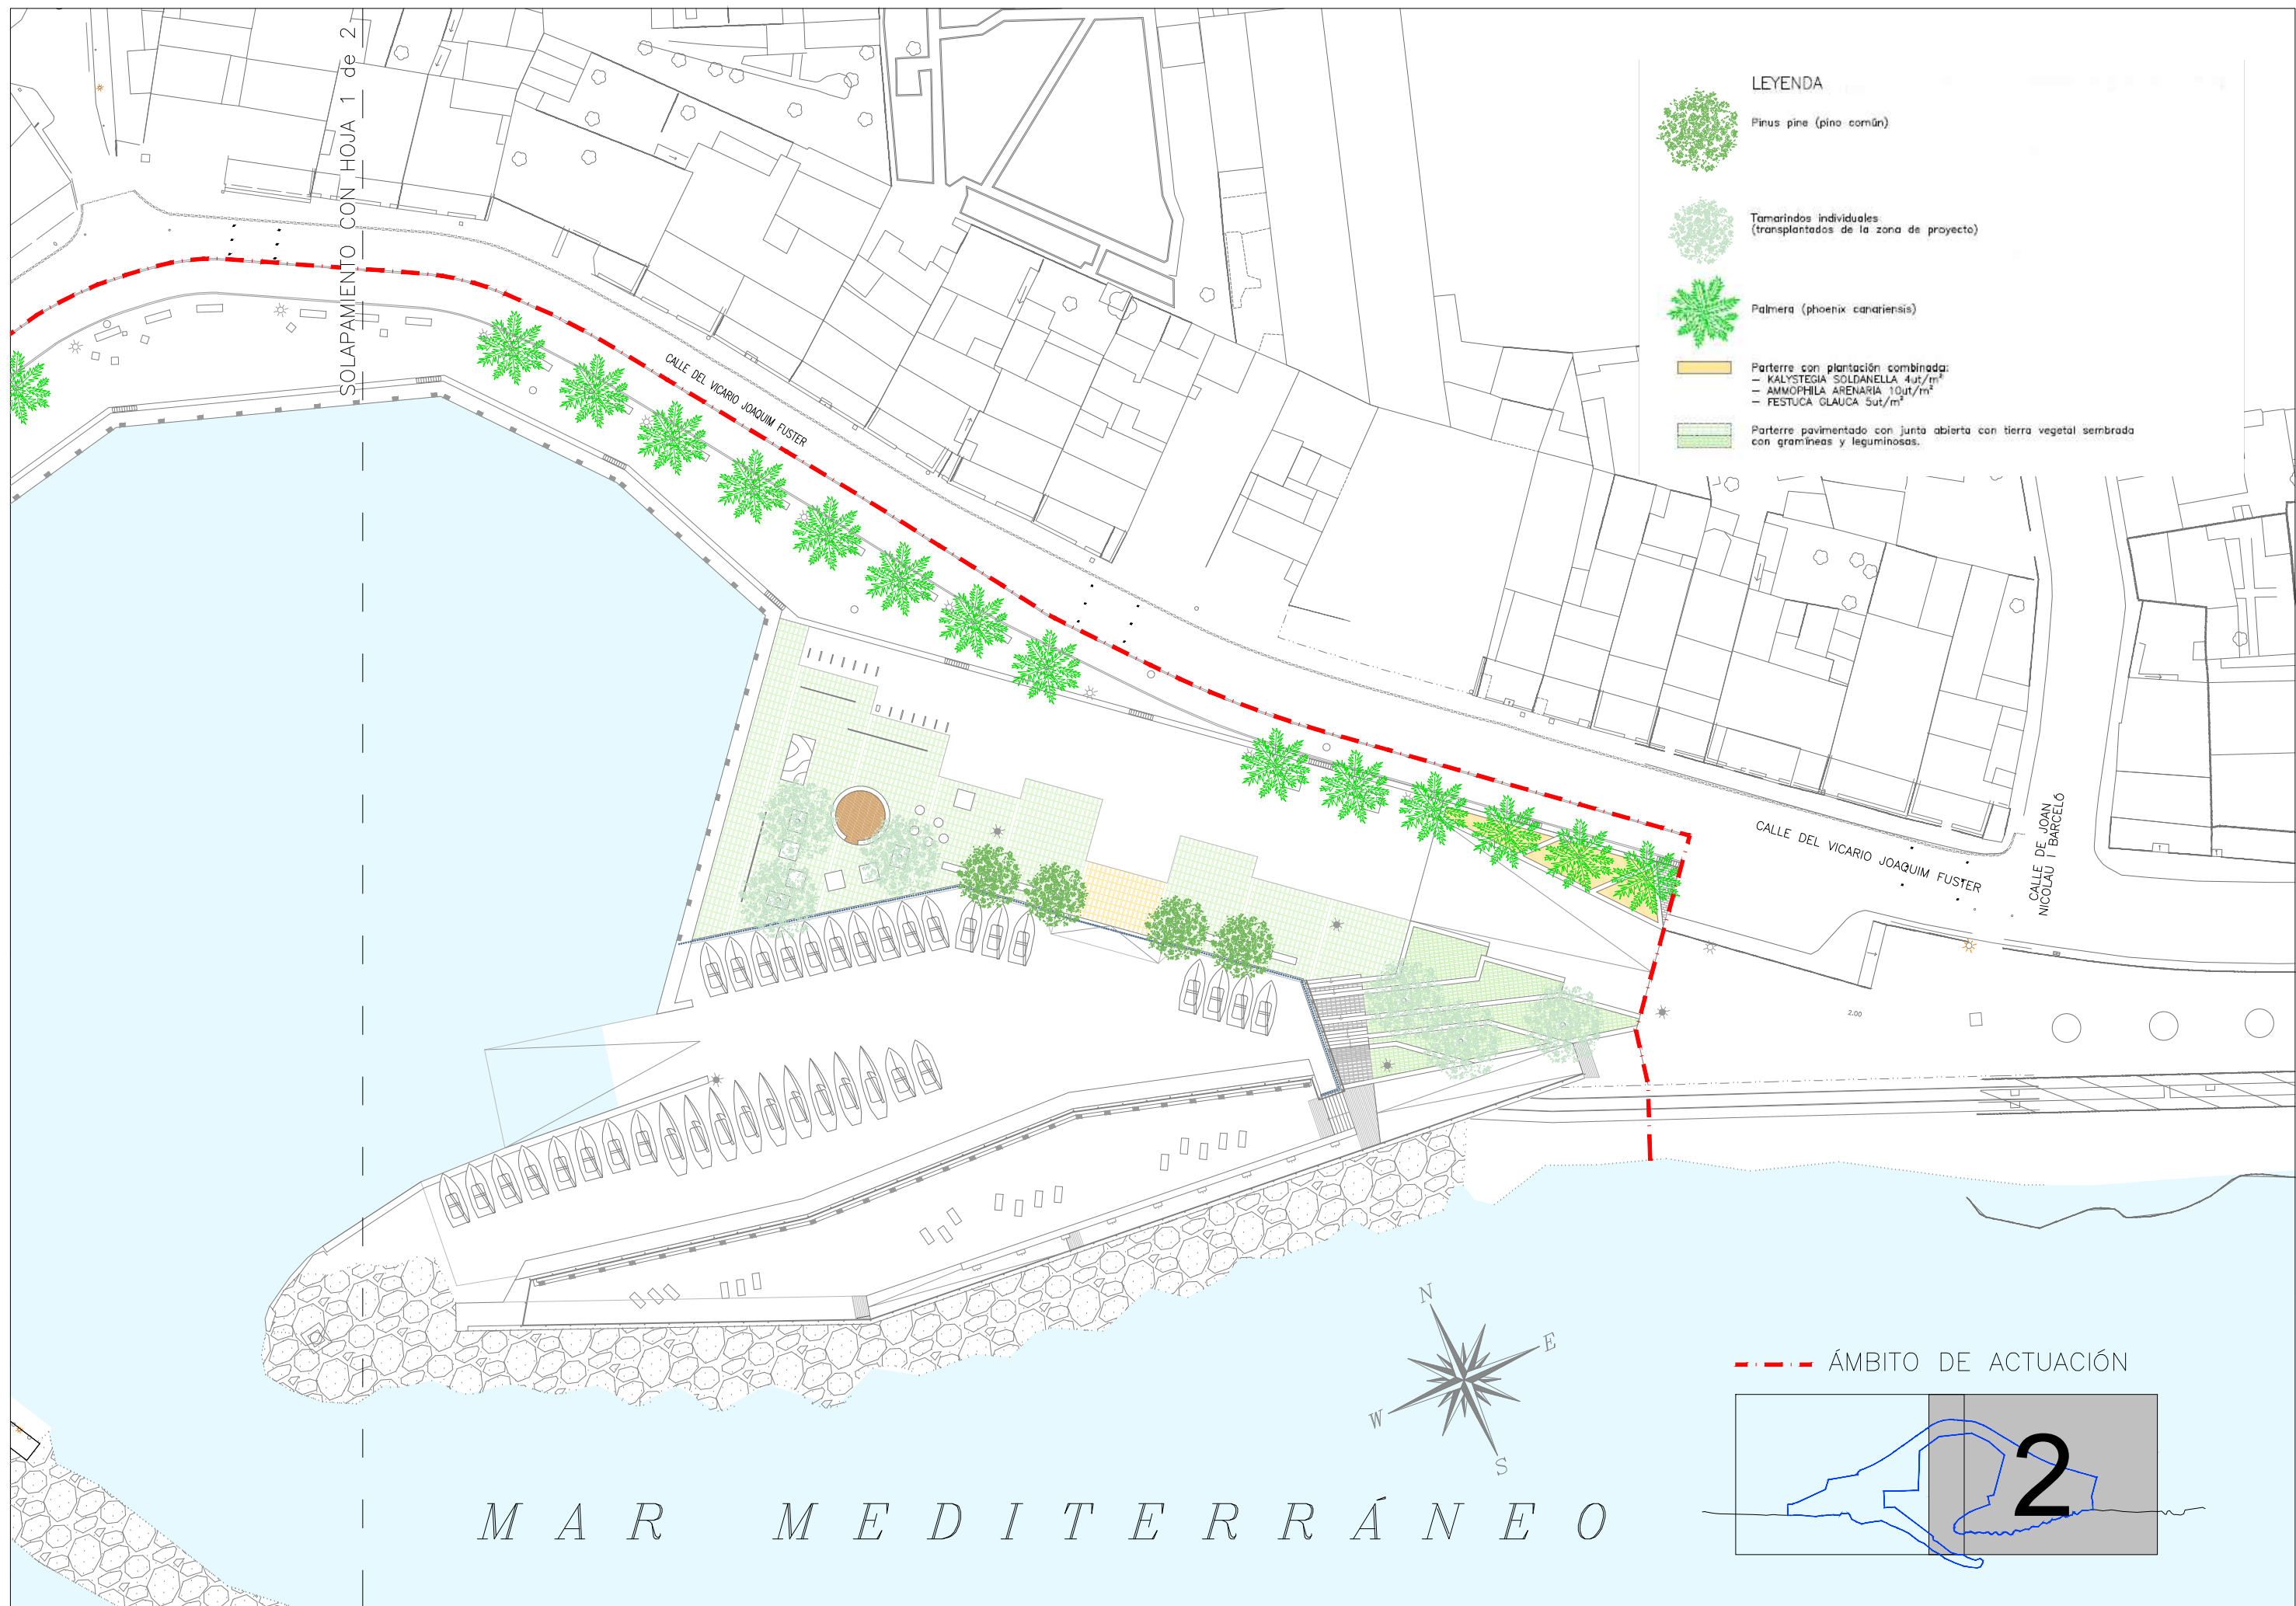 SOLAPAMIENTO CON HOJA 1 de 2
LEYENDA
Pinus pine (pino común)
Tamarindos individuales
(transplantados de la zona de proyecto)
Palmera (phoenix canariensis)
Parterre con plantación combinada:
– KALYSTEGIA SOLDANELLA 4ut/m²
– AMMOPHILA ARENARIA 10ut/m²
– FESTUCA GLAUCA 5ut/m²
Parterre pavimentado con junta abierta con tierra vegetal sembrada
con gramíneas y leguminosas.
CALLE DEL VICARIO JOAQUIM FUSTER
CALLE DEL VICARIO JOAQUIM FUSTER
CALLE DE JOAN
NICOLAU I BARCELÓ
2.00
N
E
W
S
ÁMBITO DE ACTUACIÓN
2
MAR MEDITERRÁNEO